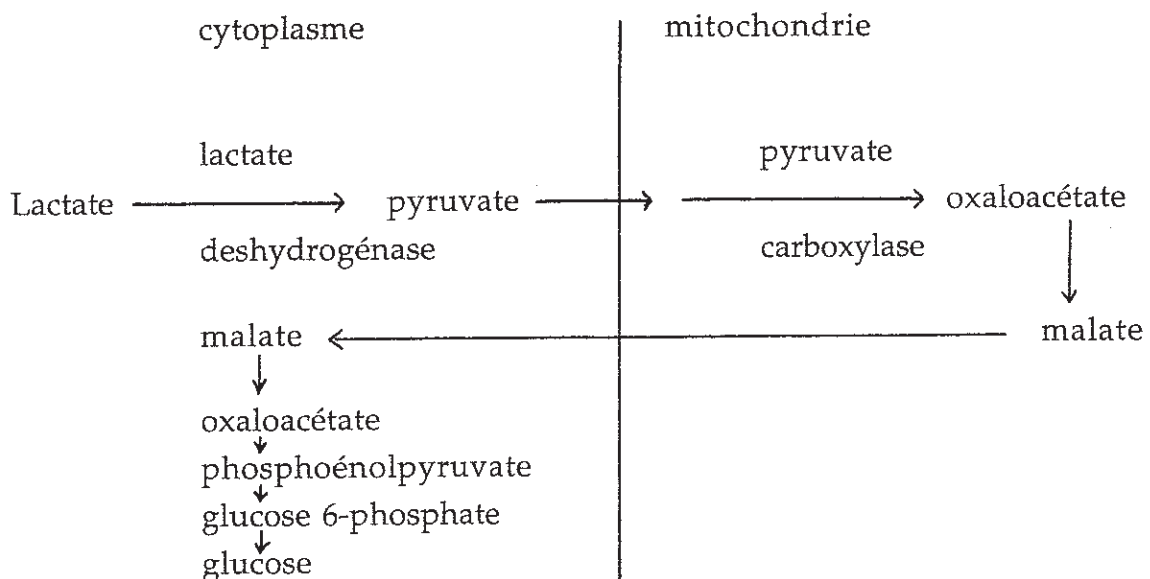 cytoplasme mitochondrie
lactate pyruvate
Lactate pyruvate oxaloacétate
deshydrogénase carboxylase
malate malate
oxaloacétate
phosphoénolpyruvate
glucose 6-phosphate
glucose